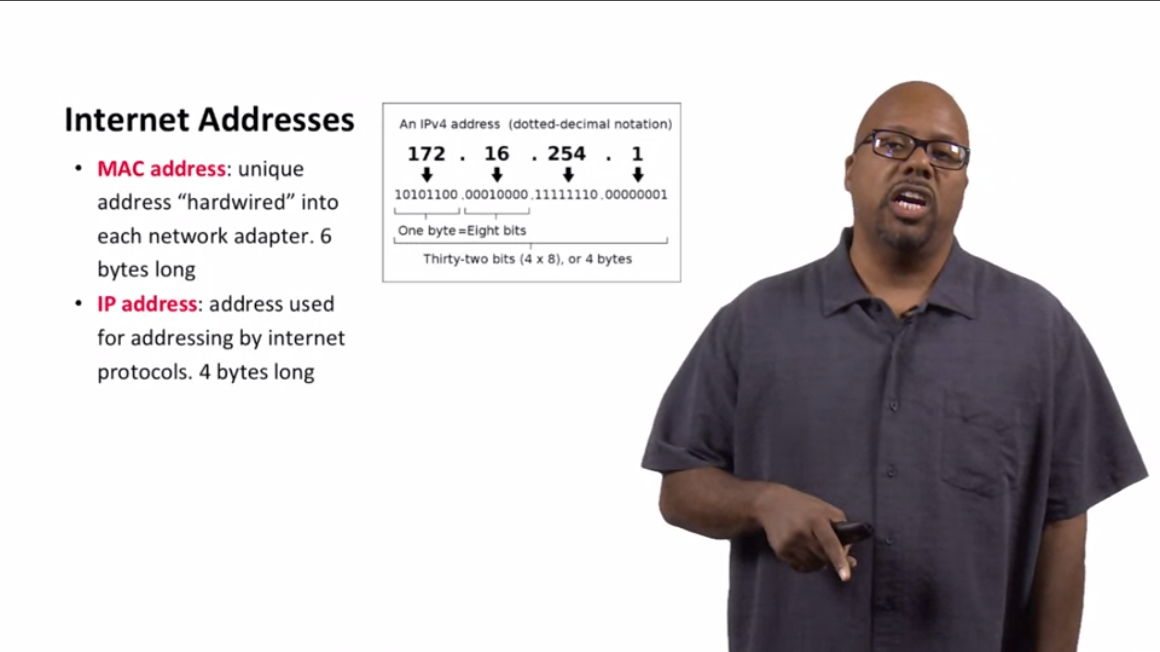 Internet Addresses
• MAC address: unique
address “hardwired” into
each network adapter. 6
bytes long
• IP address: address used
for addressing by internet
protocols. 4 bytes long
An IPv4 address (dotted-decimal notation)
172 . 16 . 254 . 1
10101100 .00010000 .11111110 .00000001
One byte=Eight bits
Thirty-two bits (4 x 8), or 4 bytes